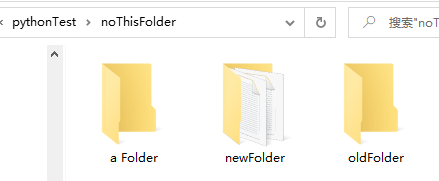 pythonTest › noThisFolder
搜索"noT
a Folder
newFolder
oldFolder